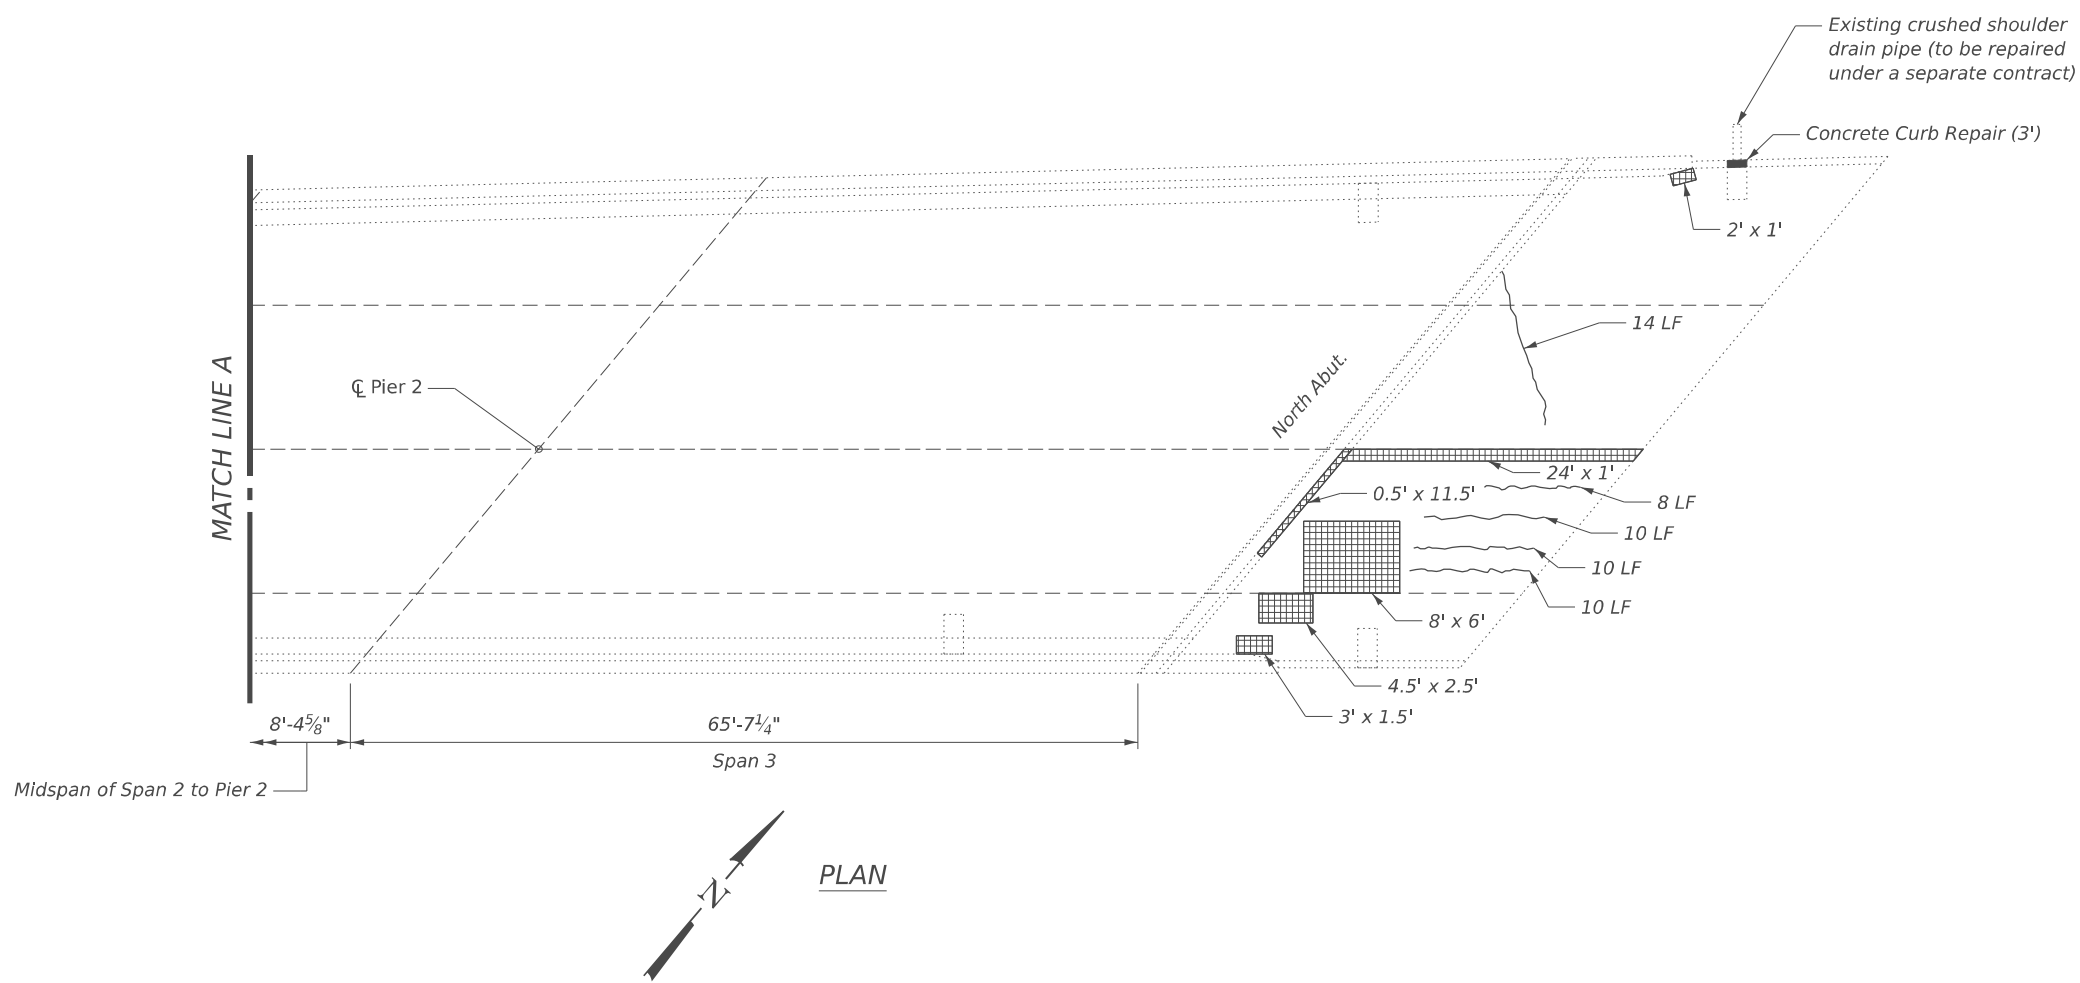 Existing crushed shoulder
drain pipe (to be repaired
under a separate contract)
Concrete Curb Repair (3')
2' x 1'
14 LF
MATCH LINE A
℄ Pier 2
North Abut.
24' x 1'
0.5' x 11.5'
8 LF
10 LF
10 LF
10 LF
8' x 6'
4.5' x 2.5'
3' x 1.5'
8'-4⅝"
65'-7¼"
Span 3
Midspan of Span 2 to Pier 2
N
PLAN